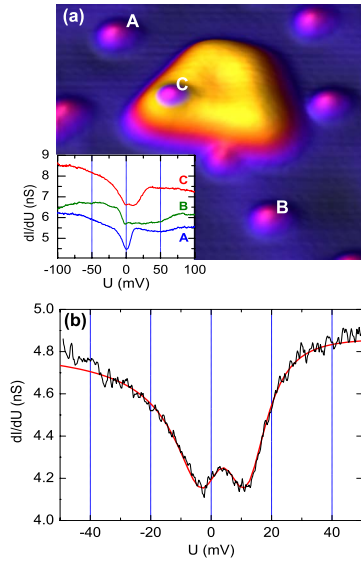 (a)
A
C
B
dI/dU (nS)
9
8
7
6
5
C
B
A
-100 -50 0 50 100
U (mV)
(b)
dI/dU (nS)
5.0
4.8
4.6
4.4
4.2
4.0
-40 -20 0 20 40
U (mV)